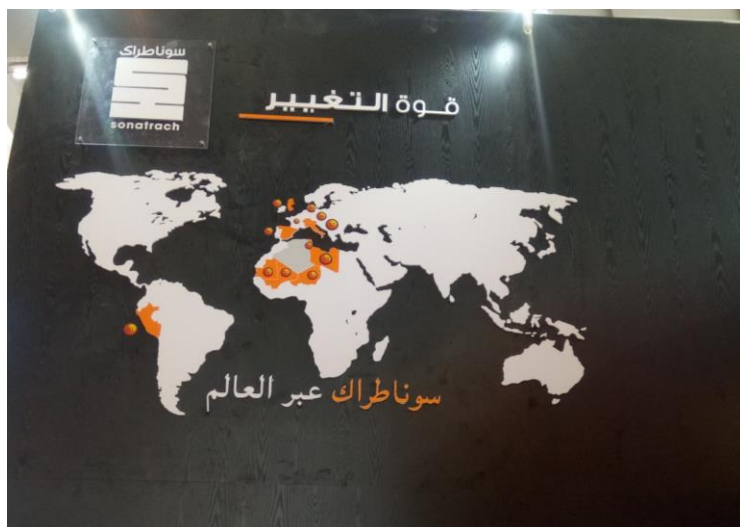 سوناطراك
sonatrach
قوة التغيير
سوناطراك عبر العالم